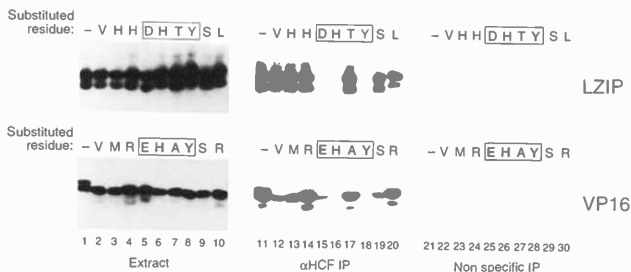 Substituted residue: – V H H D H T Y S L
– V H H D H T Y S L
– V H H D H T Y S L
LZIP
Substituted residue: – V M R E H A Y S R
– V M R E H A Y S R
– V M R E H A Y S R
VP16
1 2 3 4 5 6 7 8 9 10
11 12 13 14 15 16 17 18 19 20
21 22 23 24 25 26 27 28 29 30
Extract
αHCF IP
Non specific IP